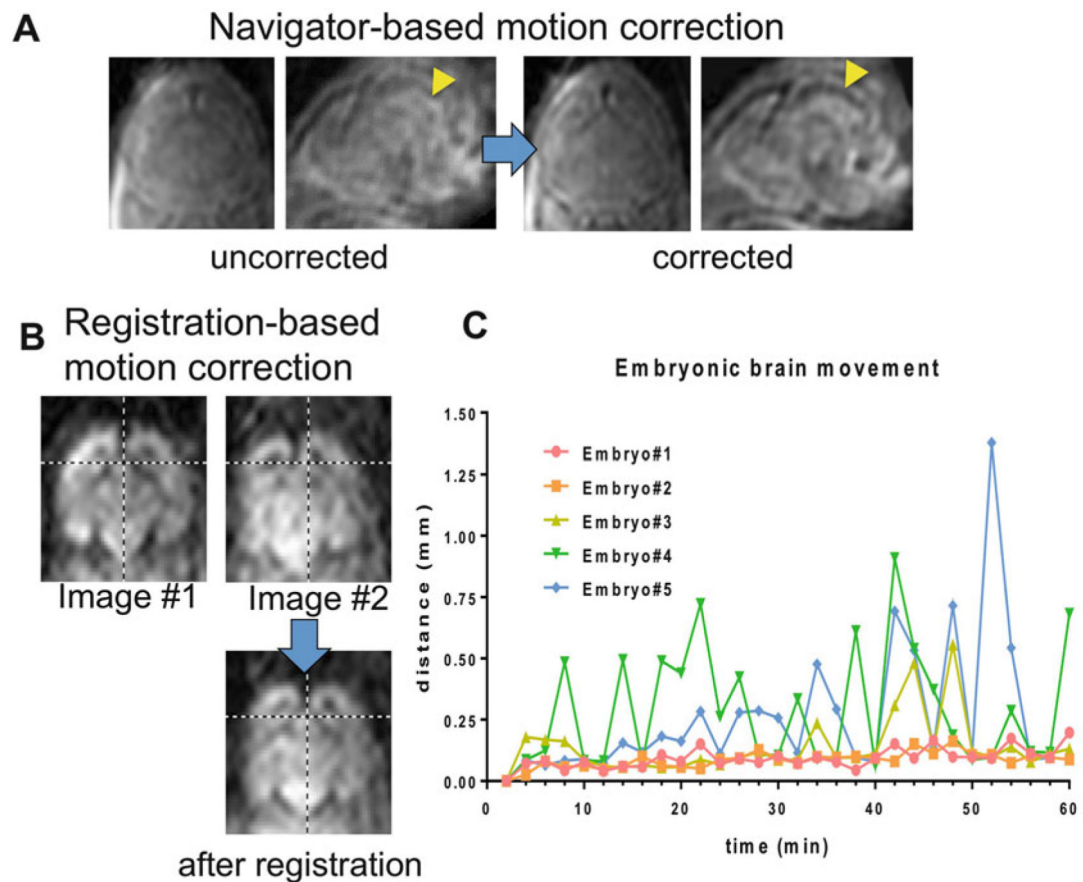 A
Navigator-based motion correction
uncorrected
corrected
B
Registration-based
motion correction
Image #1
Image #2
after registration
C
Embryonic brain movement
distance (mm)
1.50
1.25
1.00
0.75
0.50
0.25
0.00
Embryo#1
Embryo#2
Embryo#3
Embryo#4
Embryo#5
0 10 20 30 40 50 60
time (min)